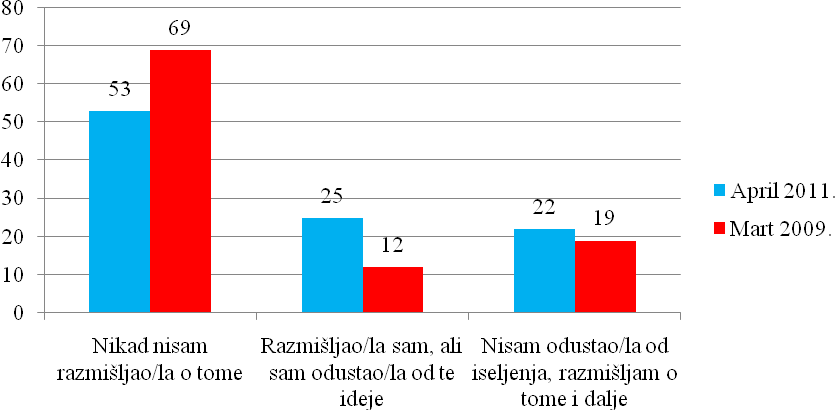 80
70
60
50
40
30
20
10
0
53
69
25
12
22
19
Nikad nisam
razmišljao/la o tome
Razmišljao/la sam, ali
sam odustao/la od te
ideje
Nisam odustao/la od
iseljenja, razmišljam o
tome i dalje
April 2011.
Mart 2009.